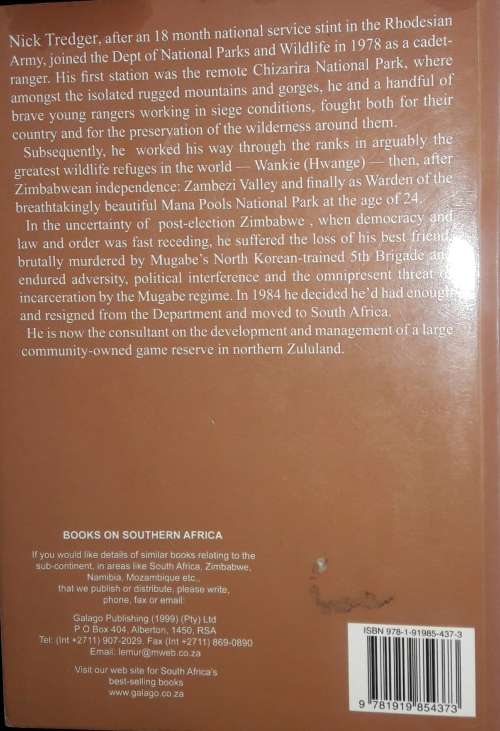 Nick Tredger, after an 18 month national service stint in the Rhodesian
Army, joined the Dept of National Parks and Wildlife in 1978 as a cadet-
ranger. His first station was the remote Chizarira National Park, where
amongst the isolated rugged mountains and gorges, he and a handful of
brave young rangers working in siege conditions, fought both for their
country and for the preservation of the wilderness around them.
Subsequently, he worked his way through the ranks in arguably the
greatest wildlife refuges in the world — Wankie (Hwange) — then, after
Zimbabwean independence: Zambezi Valley and finally as Warden of the
breathtakingly beautiful Mana Pools National Park at the age of 24.
In the uncertainty of post-election Zimbabwe , when democracy and
law and order was fast receding, he suffered the loss of his best friend,
brutally murdered by Mugabe's North Korean-trained 5th Brigade and
endured adversity, political interference and the omnipresent threat of
incarceration by the Mugabe regime. In 1984 he decided he'd had enough
and resigned from the Department and moved to South Africa.
He is now the consultant on the development and management of a large
community-owned game reserve in northern Zululand.
BOOKS ON SOUTHERN AFRICA
If you would like details of similar books relating to the
sub-continent, in areas like South Africa, Zimbabwe,
Namibia, Mozambique etc.,
that we publish or distribute, please write,
phone, fax or email:
Galago Publishing (1999) (Pty) Ltd
P O Box 404, Alberton, 1450, RSA
Tel: (Int +2711) 907-2029. Fax (Int +2711) 869-0890
Email: lemur@mweb.co.za
Visit our web site for South Africa's
best-selling books
www.galago.co.za
ISBN 978-1-91985-437-3
9 781919 854373